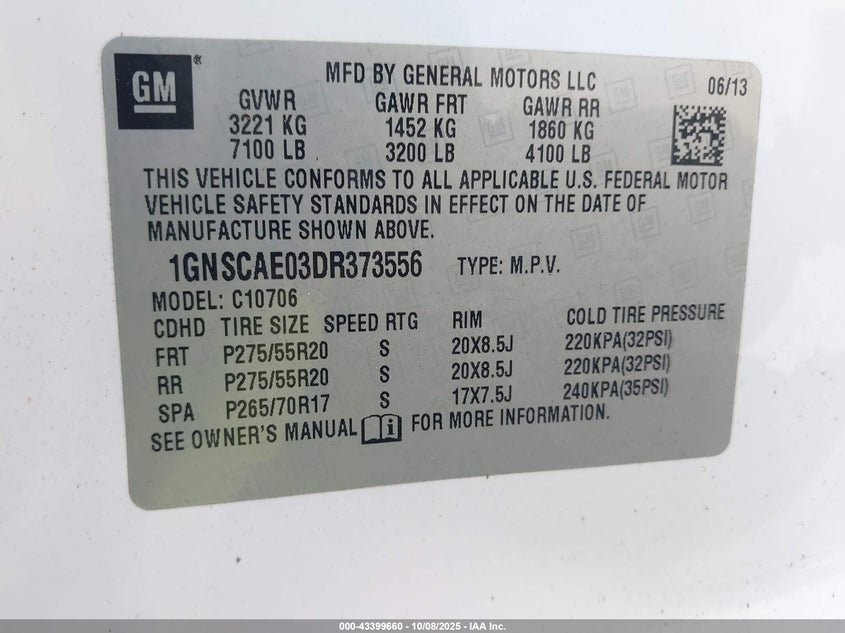 GM®
MFD BY GENERAL MOTORS LLC 06/13
GVWR GAWR FRT GAWR RR
3221 KG 1452 KG 1860 KG
7100 LB 3200 LB 4100 LB
THIS VEHICLE CONFORMS TO ALL APPLICABLE U.S. FEDERAL MOTOR
VEHICLE SAFETY STANDARDS IN EFFECT ON THE DATE OF
MANUFACTURE SHOWN ABOVE.
1GNSCAE03DR373556 TYPE: M.P.V.
MODEL: C10706
CDHD TIRE SIZE SPEED RTG RIM COLD TIRE PRESSURE
FRT P275/55R20 S 20X8.5J 220KPA(32PSI)
RR P275/55R20 S 20X8.5J 220KPA(32PSI)
SPA P265/70R17 S 17X7.5J 240KPA(35PSI)
SEE OWNER'S MANUAL FOR MORE INFORMATION.
000-43399660 - 10/08/2025 - IAA Inc.